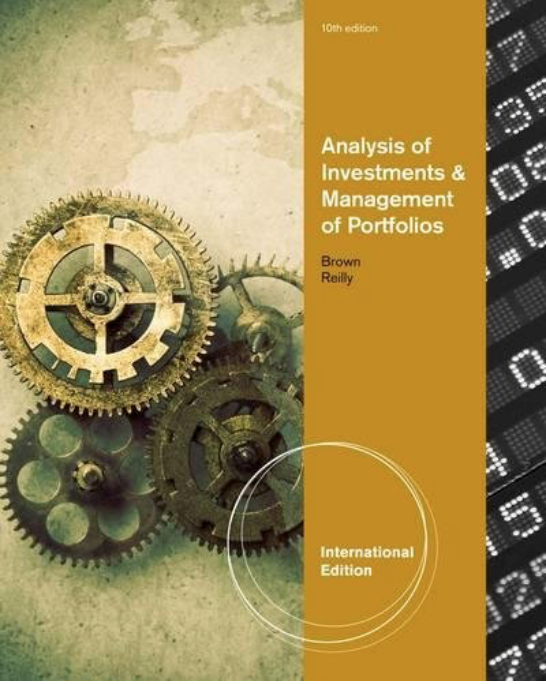 10th edition
Analysis of
Investments &
Management
of Portfolios
Brown
Reilly
International
Edition